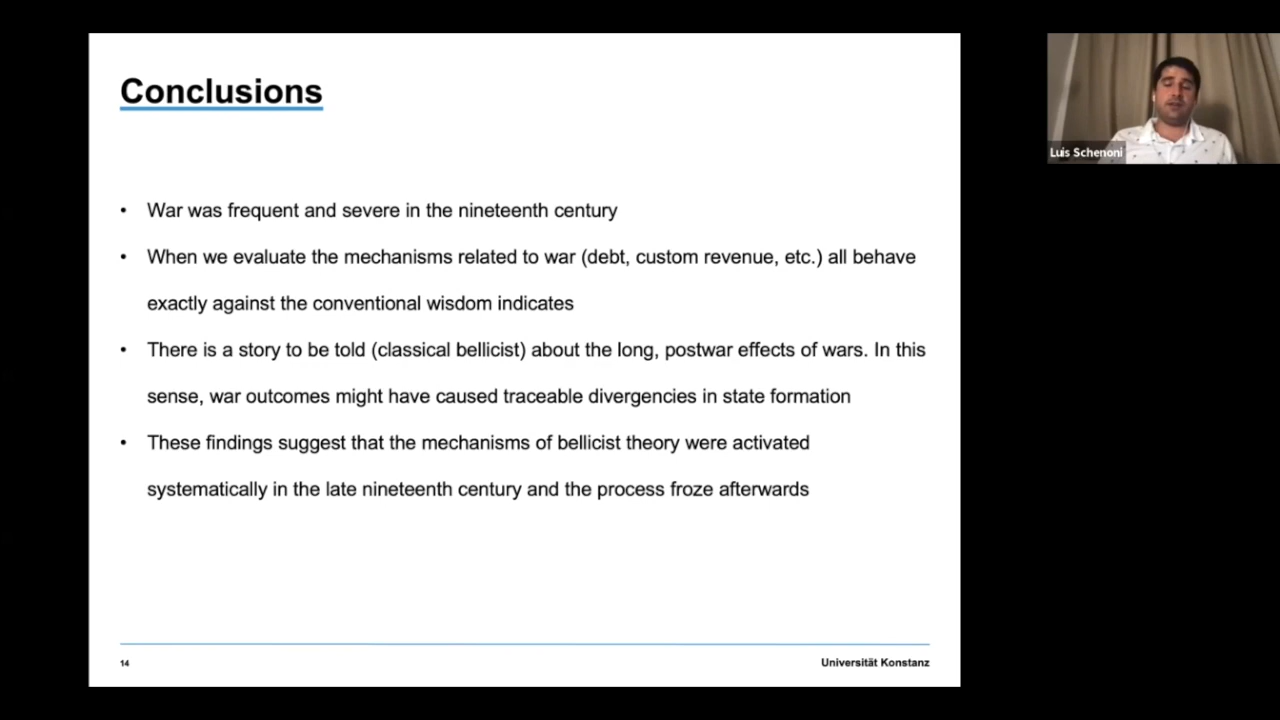 Conclusions
• War was frequent and severe in the nineteenth century
• When we evaluate the mechanisms related to war (debt, custom revenue, etc.) all behave
exactly against the conventional wisdom indicates
• There is a story to be told (classical bellicist) about the long, postwar effects of wars. In this
sense, war outcomes might have caused traceable divergencies in state formation
• These findings suggest that the mechanisms of bellicist theory were activated
systematically in the late nineteenth century and the process froze afterwards
14
Universität Konstanz
Luis Schenoni